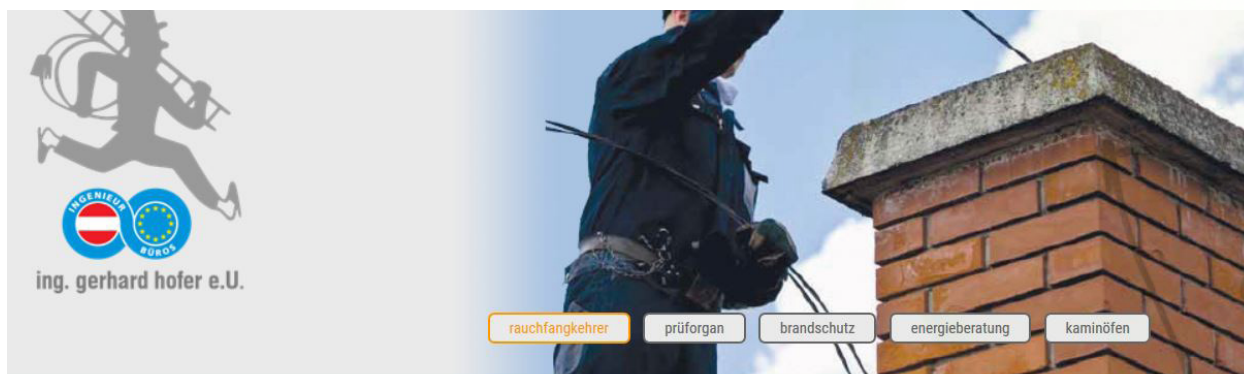 INGENIEUR
BÜROS
ing. gerhard hofer e.U.
rauchfangkehrer
prüforgan
brandschutz
energieberatung
kaminöfen